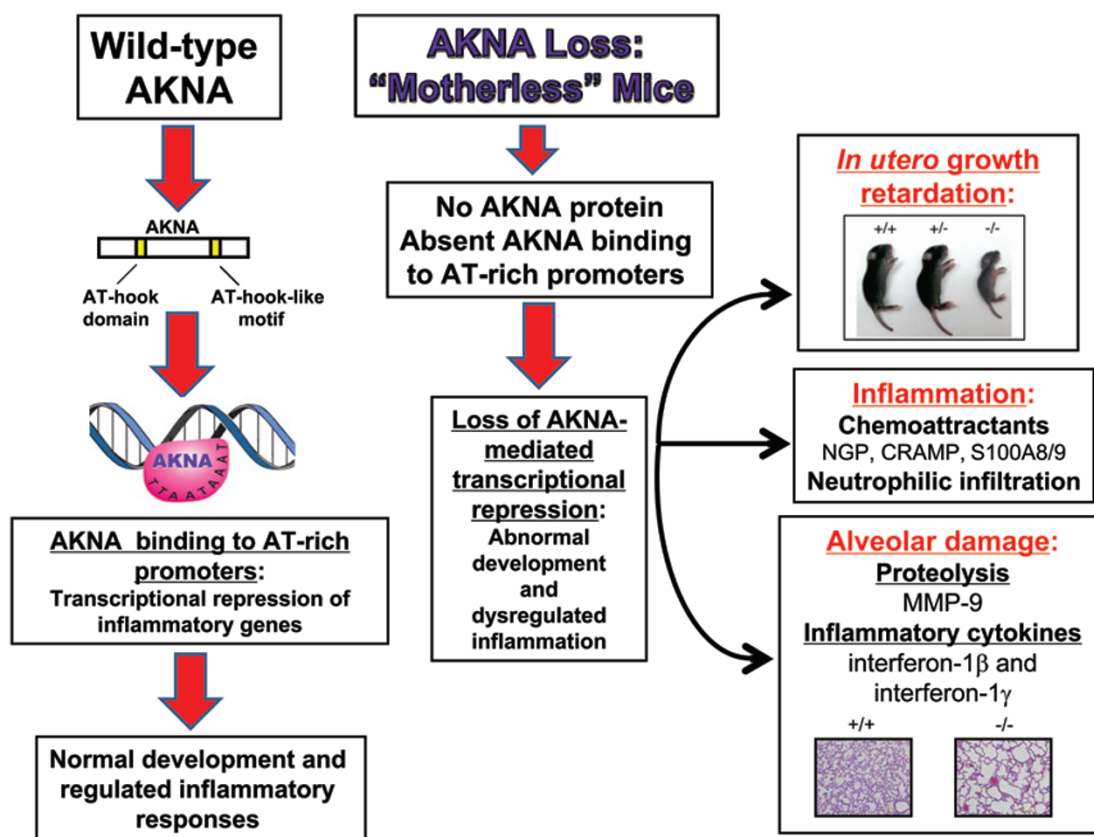 Wild-type
AKNA
AKNA
AT-hook
domain
AT-hook-like
motif
AKNA
TTAATAAAT
AKNA binding to AT-rich
promoters:
Transcriptional repression of
inflammatory genes
Normal development and
regulated inflammatory
responses
AKNA Loss:
“Motherless” Mice
No AKNA protein
Absent AKNA binding
to AT-rich promoters
Loss of AKNA-
mediated
transcriptional
repression:
Abnormal
development
and
dysregulated
inflammation
In utero growth
retardation:
+/+ +/- -/-
Inflammation:
Chemoattractants
NGP, CRAMP, S100A8/9
Neutrophilic infiltration
Alveolar damage:
Proteolysis
MMP-9
Inflammatory cytokines
interferon-1β and
interferon-1γ
+/+ -/-